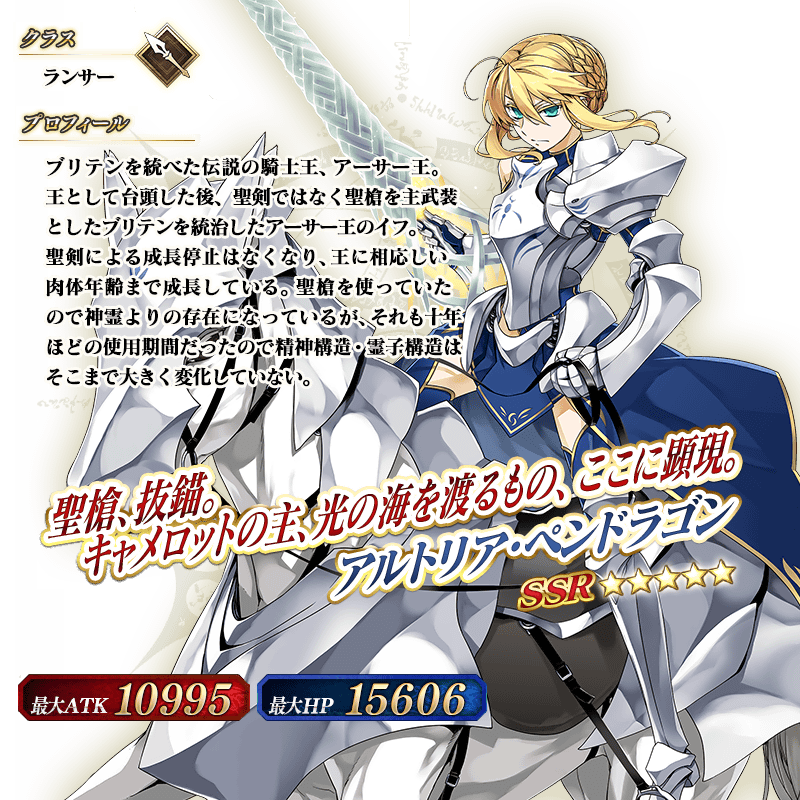 クラス
ランサー
プロフィール
ブリテンを統べた伝説の騎士王、アーサー王。
王として台頭した後、聖剣ではなく聖槍を主武装
としたブリテンを統治したアーサー王のイフ。
聖剣による成長停止はなくなり、王に相応しい
肉体年齢まで成長している。聖槍を使っていた
ので神霊よりの存在になっているが、それも十年
ほどの使用期間だったので精神構造・霊子構造は
そこまで大きく変化していない。
聖槍、抜錨。
キャメロットの主、光の海を渡るもの、ここに顕現。
アルトリア・ペンドラゴン
SSR ★★★★★
最大ATK 10995
最大HP 15606